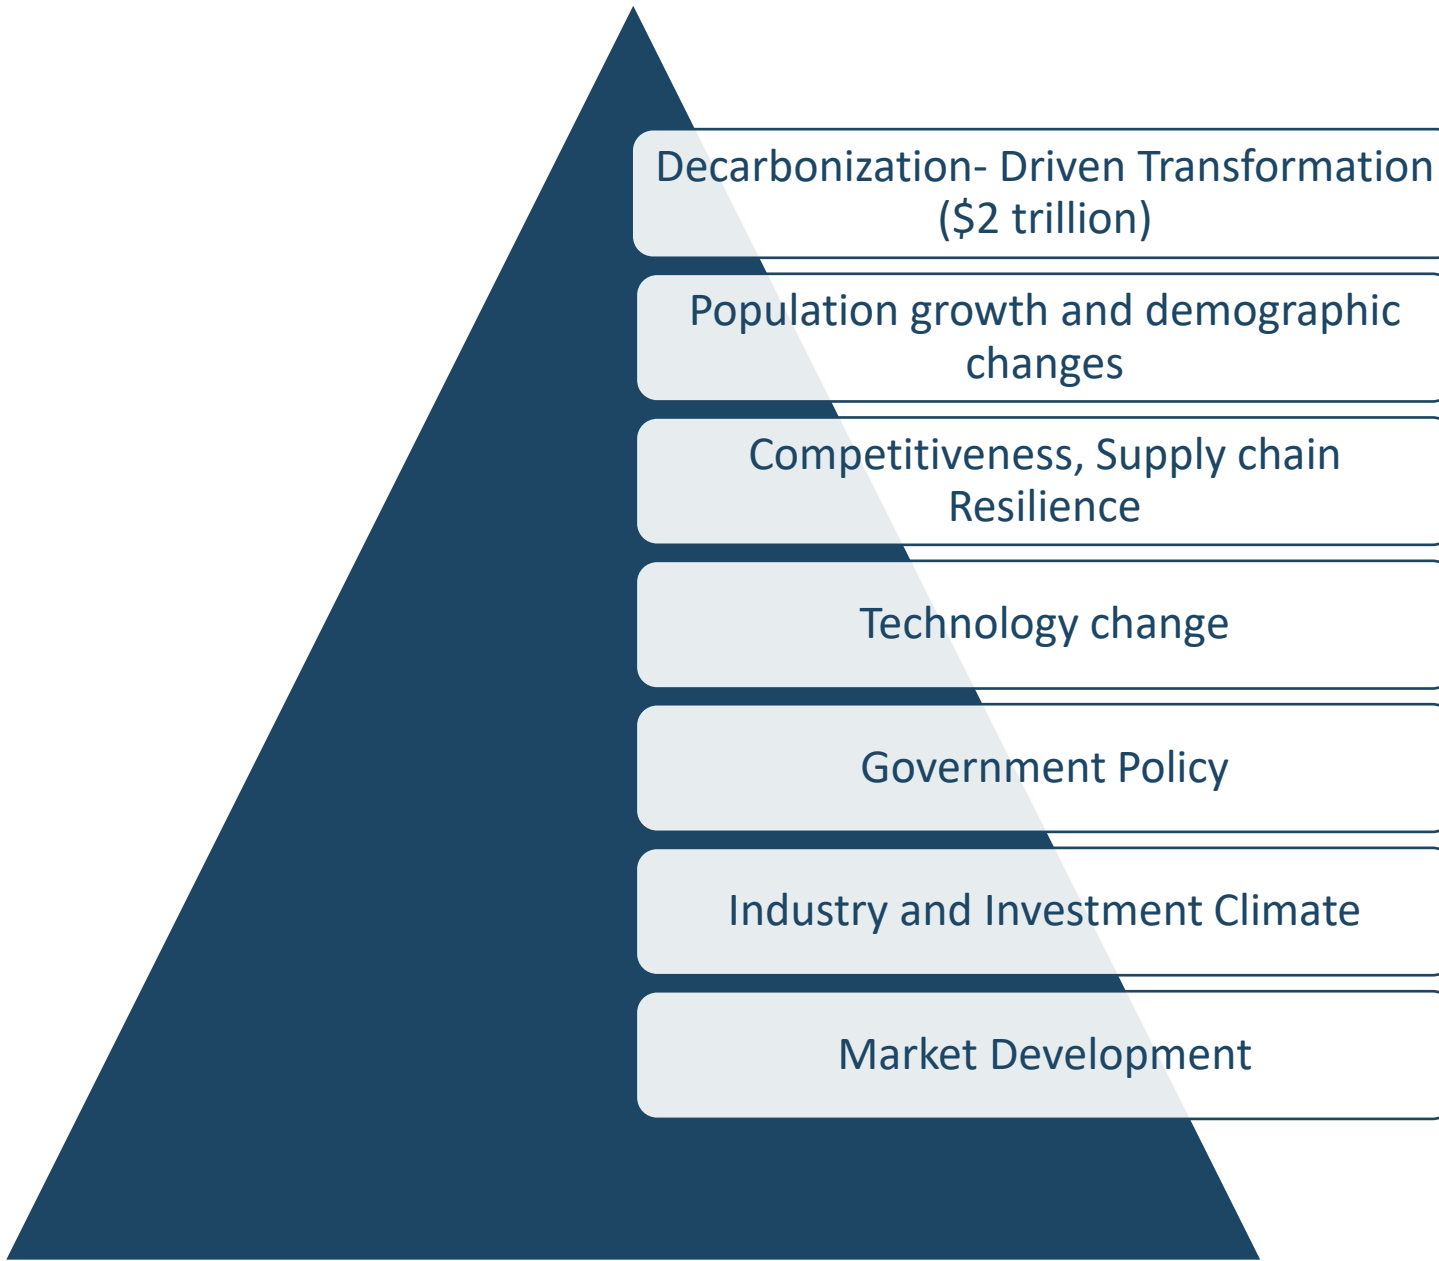 Decarbonization- Driven Transformation
($2 trillion)
Population growth and demographic
changes
Competitiveness, Supply chain
Resilience
Technology change
Government Policy
Industry and Investment Climate
Market Development